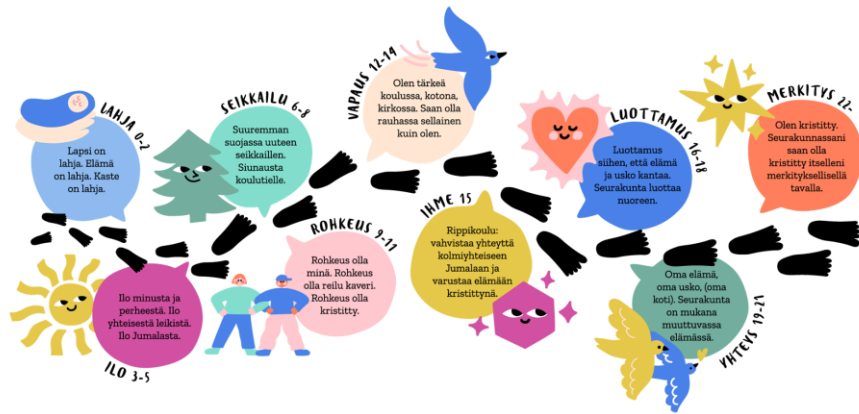 LAHJA 0-2
Lapsi on
lahja. Elämä
on lahja. Kaste
on lahja.
ILO 3-5
Ilo minusta ja
perheestä. Ilo
yhteisestä leikistä.
Ilo Jumalasta.
SEIKKAILU 6-8
Suuremman
suojassa uuteen
seikkaillen.
Siunausta
koulutielle.
ROHKEUS 9-11
Rohkeus olla
minä. Rohkeus
olla reilu kaveri.
Rohkeus olla
kristitty.
VAPAUS 12-14
Olen tärkeä
koulussa, kotona,
kirkossa. Saan olla
rauhassa sellainen
kuin olen.
IHME 15
Rippikoulu:
vahvistaa yhteyttä
kolmiyhteiseen
Jumalaan ja
varustaa elämään
kristittynä.
LUOTTAMUS 16-18
Luottamus
siihen, että elämä
ja usko kantaa.
Seurakunta luottaa
nuoreen.
YHTEYS 19-21
Oma elämä,
oma usko, (oma
koti). Seurakunta
on mukana
muuttuvassa
elämässä.
MERKITYS 22-
Olen kristitty.
Seurakunnassani
saan olla
kristitty itselleni
merkityksellisellä
tavalla.